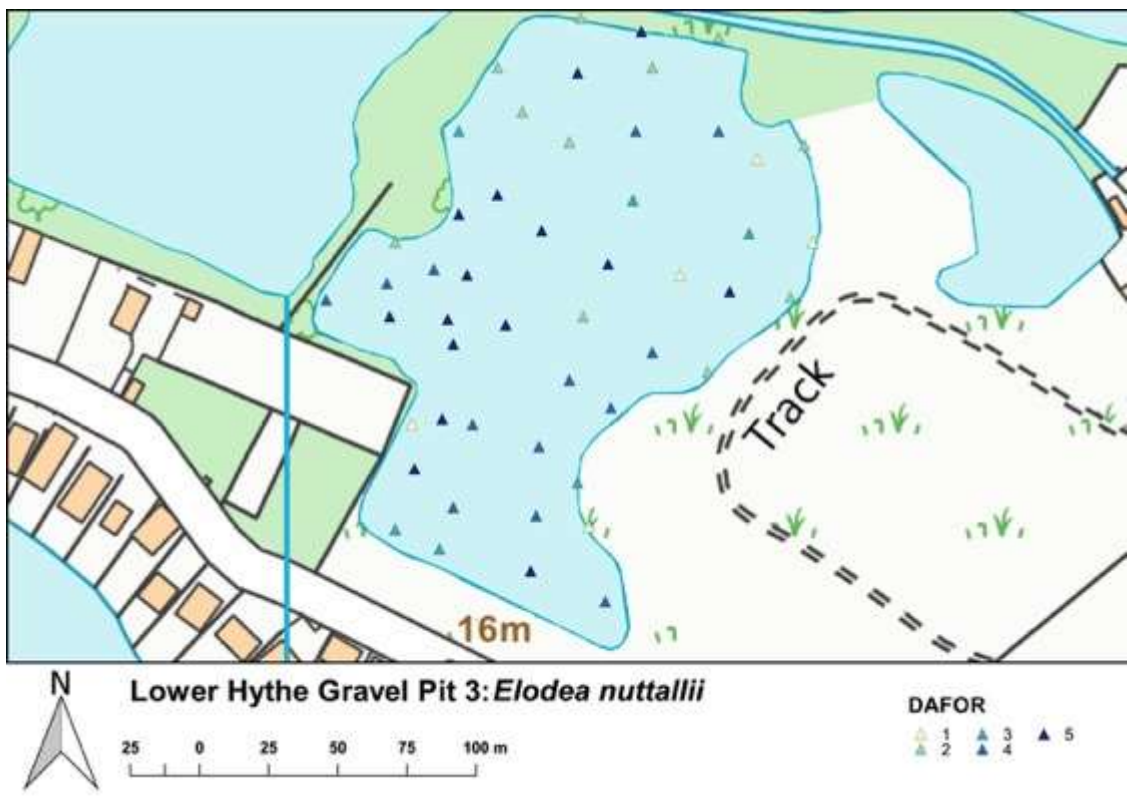 Track
16m
N
Lower Hythe Gravel Pit 3: Elodea nuttallii
25 0 25 50 75 100 m
DAFOR
1 3 5
2 4